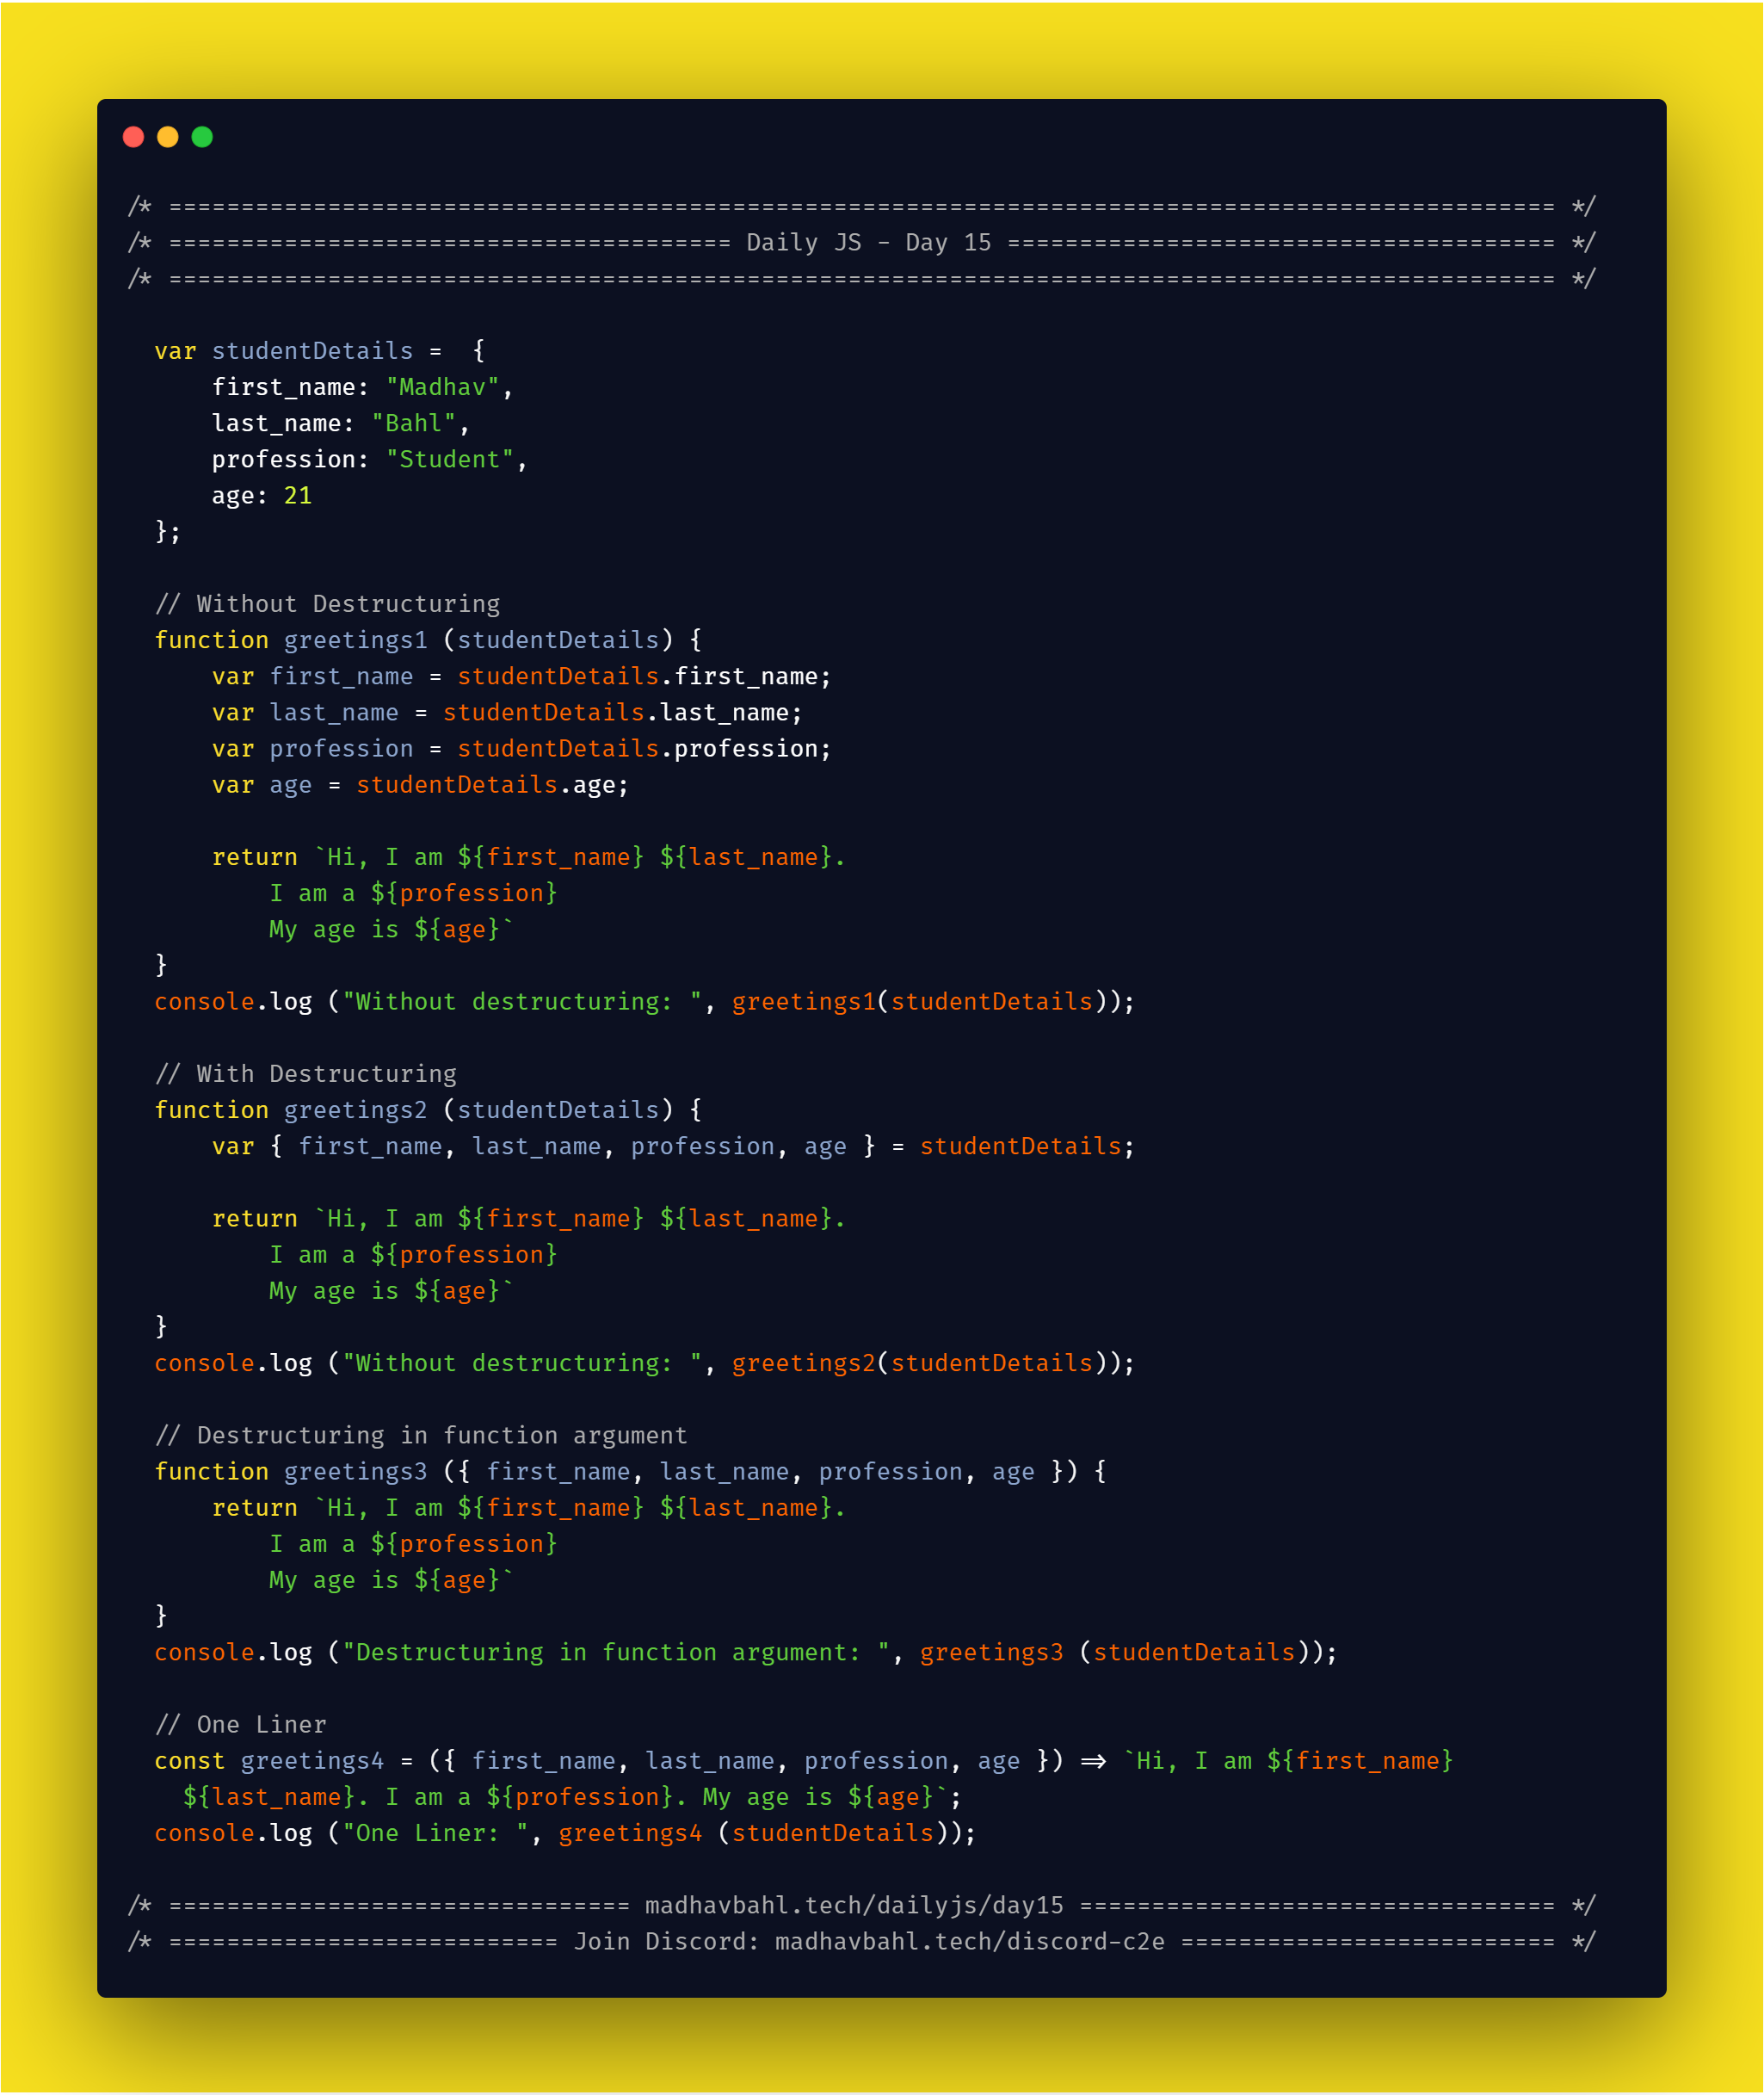 /* ================================================================================================ */
/* ======================================= Daily JS - Day 15 ====================================== */
/* ================================================================================================ */
var studentDetails =  {
    first_name: "Madhav",
    last_name: "Bahl",
    profession: "Student",
    age: 21
};
// Without Destructuring
function greetings1 (studentDetails) {
    var first_name = studentDetails.first_name;
    var last_name = studentDetails.last_name;
    var profession = studentDetails.profession;
    var age = studentDetails.age;
    return `Hi, I am ${first_name} ${last_name}.
        I am a ${profession}
        My age is ${age}`
}
console.log ("Without destructuring: ", greetings1(studentDetails));
// With Destructuring
function greetings2 (studentDetails) {
    var { first_name, last_name, profession, age } = studentDetails;
    return `Hi, I am ${first_name} ${last_name}.
        I am a ${profession}
        My age is ${age}`
}
console.log ("Without destructuring: ", greetings2(studentDetails));
// Destructuring in function argument
function greetings3 ({ first_name, last_name, profession, age }) {
    return `Hi, I am ${first_name} ${last_name}.
        I am a ${profession}
        My age is ${age}`
}
console.log ("Destructuring in function argument: ", greetings3 (studentDetails));
// One Liner
const greetings4 = ({ first_name, last_name, profession, age }) => `Hi, I am ${first_name}
  ${last_name}. I am a ${profession}. My age is ${age}`;
console.log ("One Liner: ", greetings4 (studentDetails));
/* ================================ madhavbahl.tech/dailyjs/day15 ================================= */
/* =========================== Join Discord: madhavbahl.tech/discord-c2e ========================== */